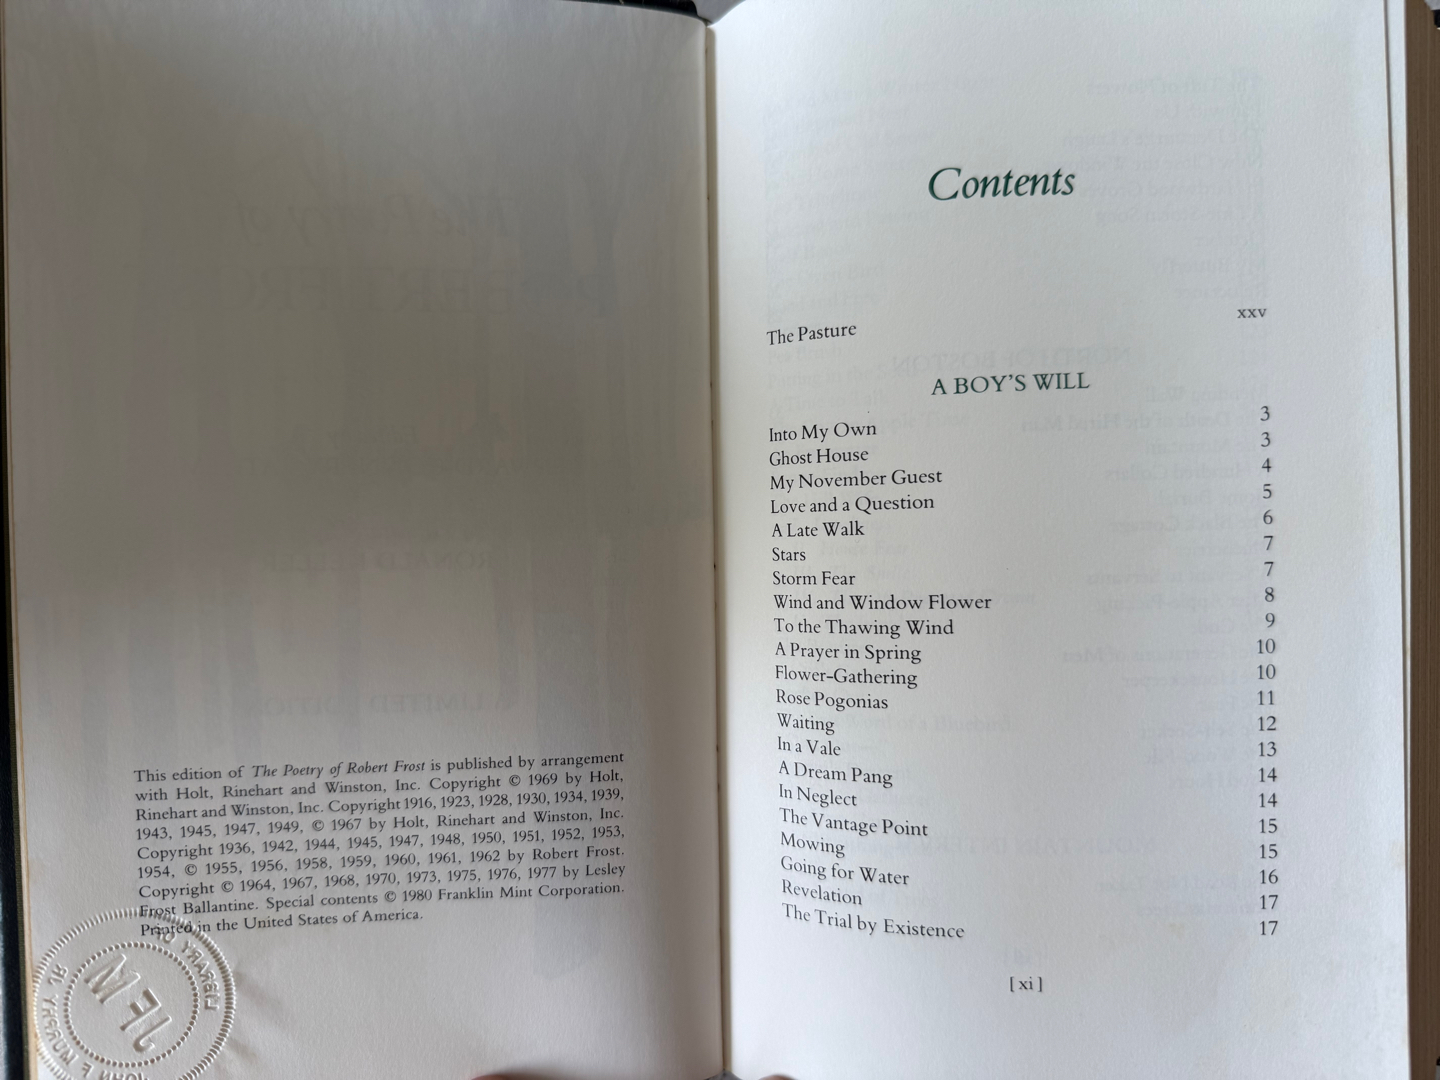 This edition of The Poetry of Robert Frost is published by arrangement
with Holt, Rinehart and Winston, Inc. Copyright © 1969 by Holt,
Rinehart and Winston, Inc. Copyright 1916, 1923, 1928, 1930, 1934, 1939,
1943, 1945, 1947, 1949, © 1967 by Holt, Rinehart and Winston, Inc.
Copyright 1936, 1942, 1944, 1945, 1947, 1948, 1950, 1951, 1952, 1953,
1954, © 1955, 1956, 1958, 1959, 1960, 1961, 1962 by Robert Frost.
Copyright © 1964, 1967, 1968, 1970, 1973, 1975, 1976, 1977 by Lesley
Frost Ballantine. Special contents © 1980 Franklin Mint Corporation.
Printed in the United States of America.
LIBRARY OF
JOHN F MURPHY JR
JFM
Contents
The Pasture xxv
A BOY'S WILL
Into My Own 3
Ghost House 3
My November Guest 4
Love and a Question 5
A Late Walk 6
Stars 7
Storm Fear 7
Wind and Window Flower 8
To the Thawing Wind 9
A Prayer in Spring 10
Flower-Gathering 10
Rose Pogonias 11
Waiting 12
In a Vale 13
A Dream Pang 14
In Neglect 14
The Vantage Point 15
Mowing 15
Going for Water 16
Revelation 17
The Trial by Existence 17
[ xi ]